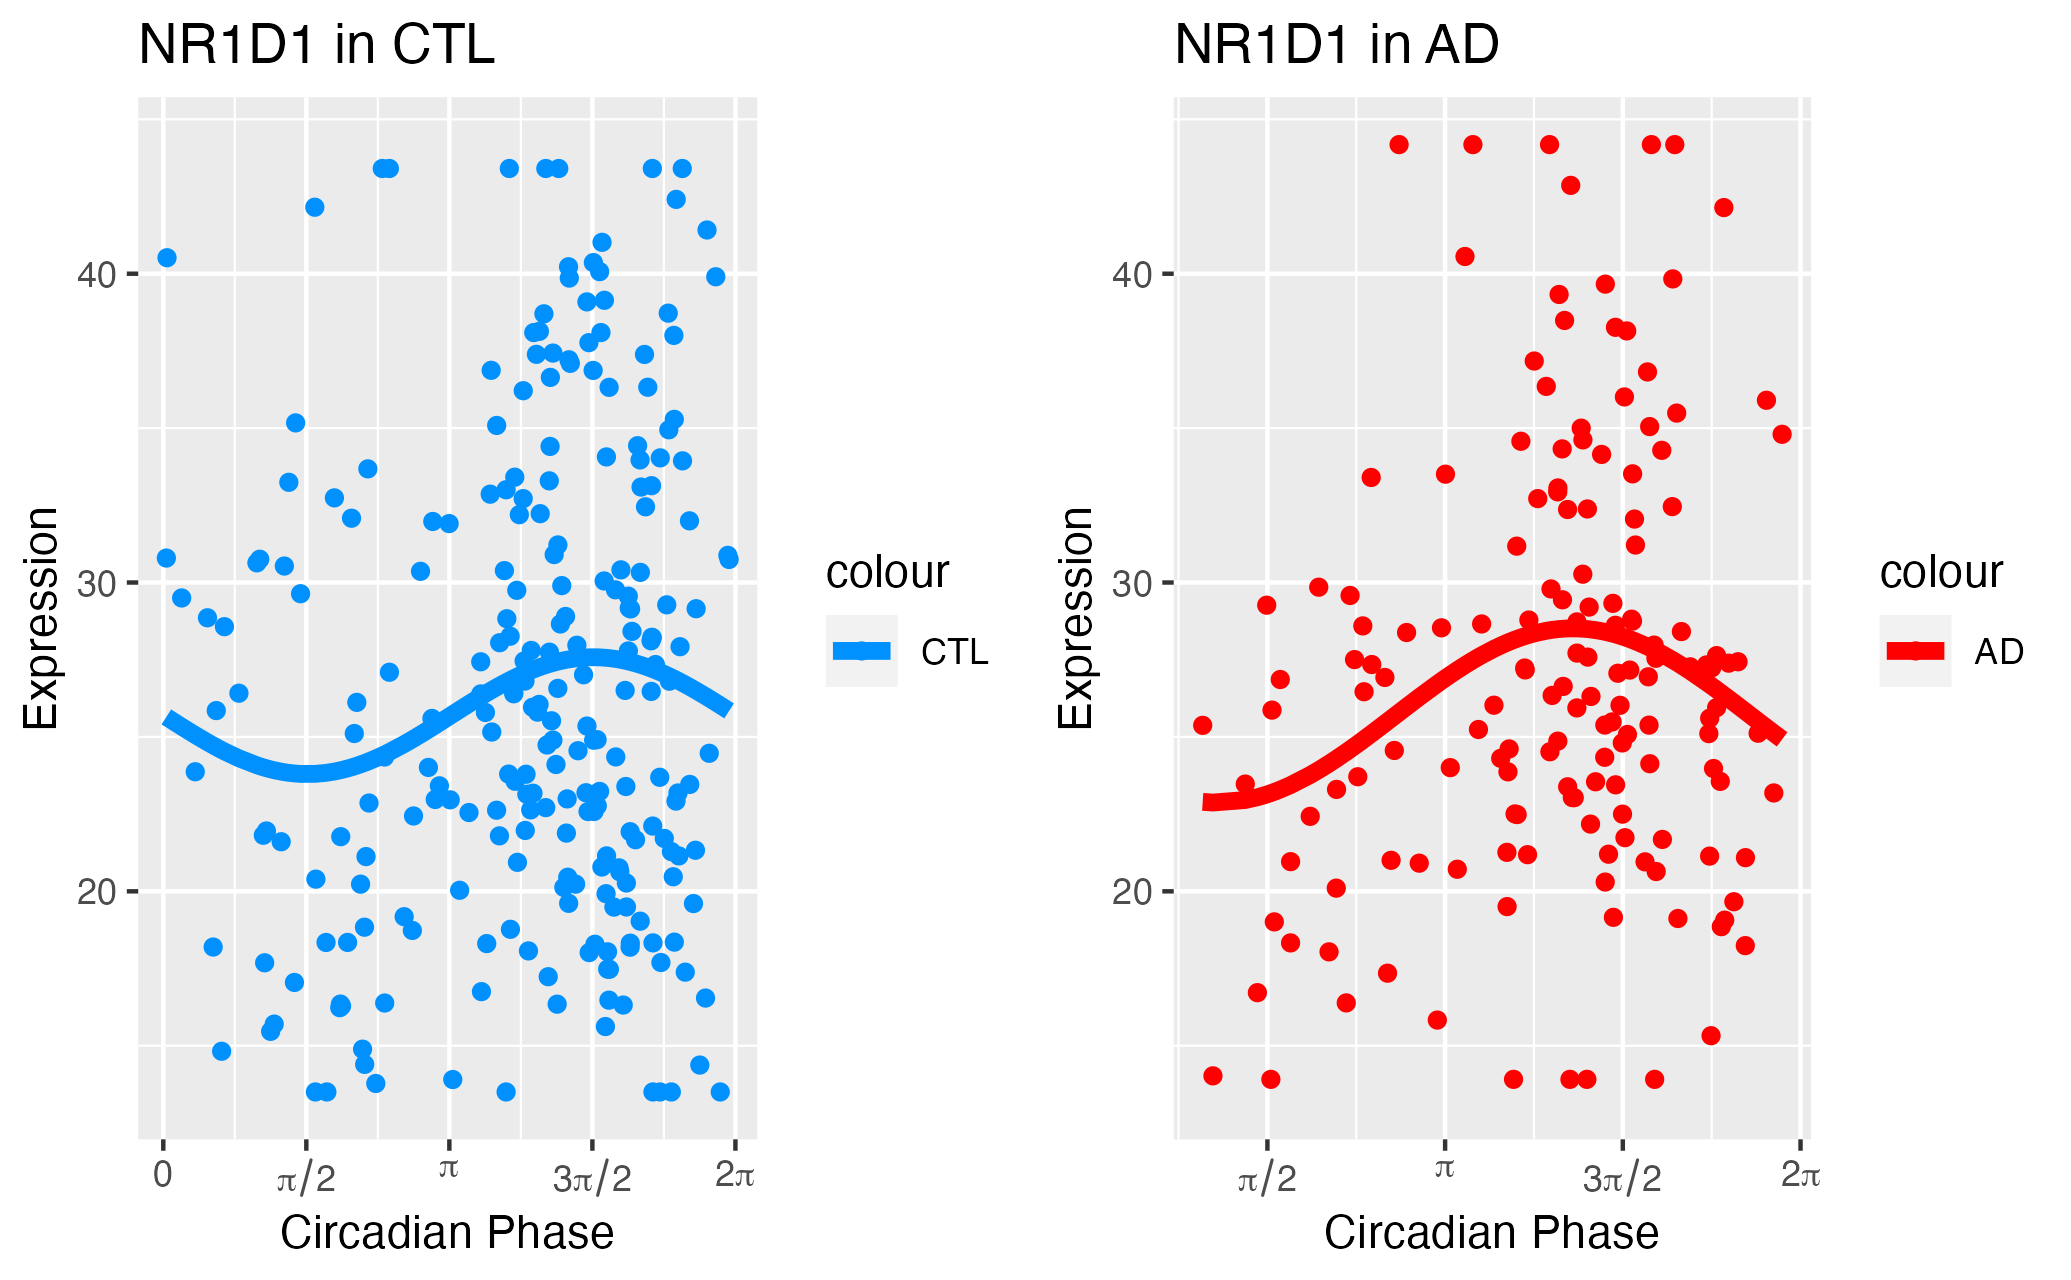 NR1D1 in CTL
40
30
20
Expression
0
π/2
π
3π/2
2π
Circadian Phase
colour
CTL
NR1D1 in AD
40
30
20
Expression
π/2
π
3π/2
2π
Circadian Phase
colour
AD